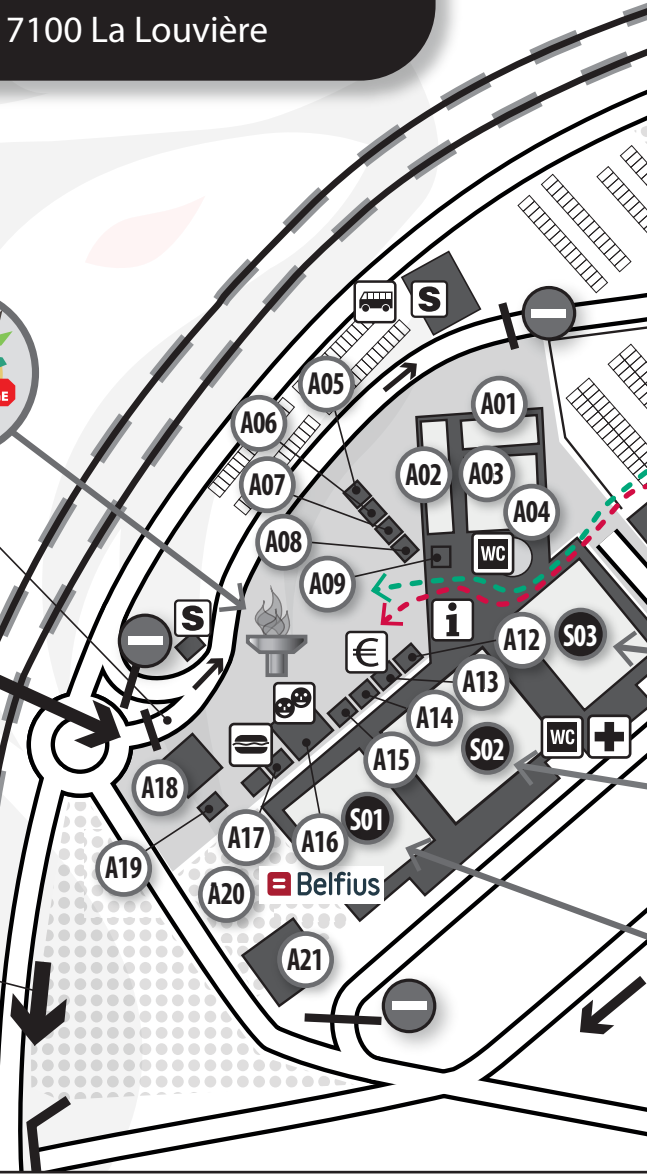 7100 La Louvière
S
A05
A01
A06
A02
A03
A07
A04
A08
WC
A09
S
i
A12
S03
€
A13
A14
S02
WC
A15
A18
S01
A17
A16
A19
A20
Belfius
A21